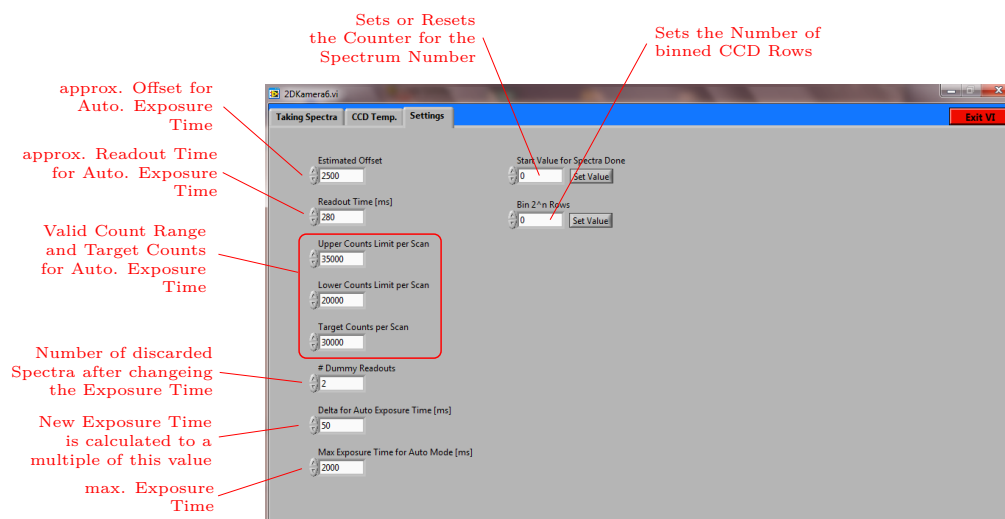 Sets or Resets
the Counter for the
Spectrum Number
Sets the Number of
binned CCD Rows
approx. Offset for
Auto. Exposure
Time
approx. Readout Time
for Auto. Exposure
Time
Valid Count Range
and Target Counts
for Auto. Exposure
Time
Number of discarded
Spectra after changeing
the Exposure Time
New Exposure Time
is calculated to a
multiple of this value
max. Exposure
Time
2DKamera6.vi
Taking Spectra CCD Temp. Settings Exit VI
Estimated Offset
2500
Readout Time [ms]
280
Upper Counts Limit per Scan
35000
Lower Counts Limit per Scan
20000
Target Counts per Scan
30000
# Dummy Readouts
2
Delta for Auto Exposure Time [ms]
50
Max Exposure Time for Auto Mode [ms]
2000
Start Value for Spectra Done
0 Set Value
Bin 2^n Rows
0 Set Value